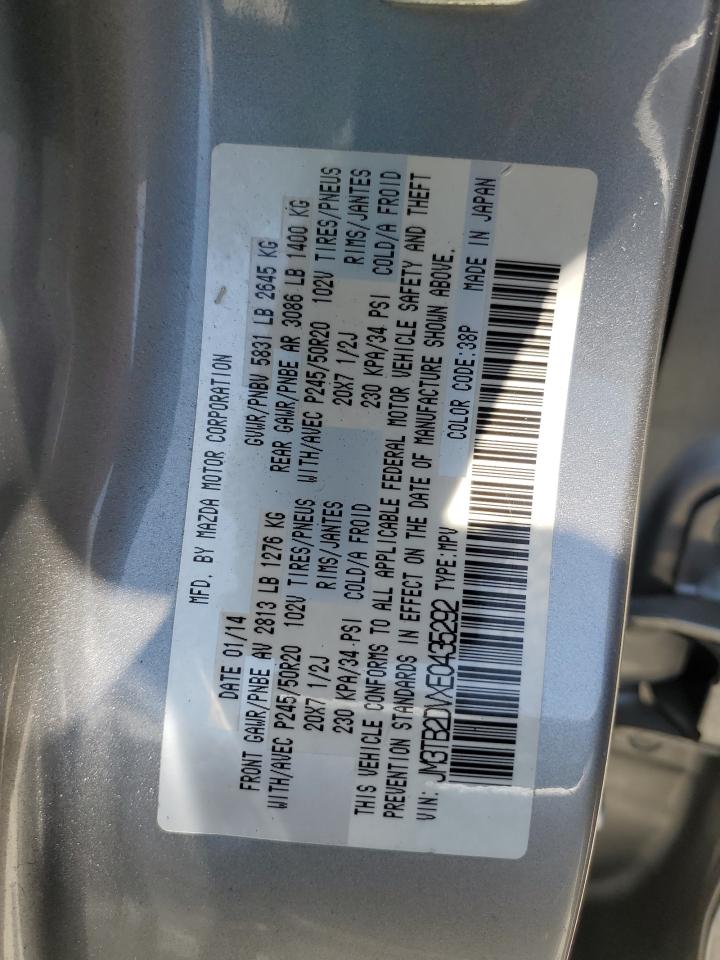 MFD. BY MAZDA MOTOR CORPORATION
DATE 01/14 GVWR/PNBV 5831 LB 2645 KG
FRONT GAWR/PNBE AV 2813 LB 1276 KG REAR GAWR/PNBE AR 3086 LB 1400 KG
WITH/AVEC P245/50R20 102V TIRES/PNEUS WITH/AVEC P245/50R20 102V TIRES/PNEUS
20X7 1/2J RIMS/JANTES 20X7 1/2J RIMS/JANTES
230 KPA/34 PSI COLD/A FROID 230 KPA/34 PSI COLD/A FROID
THIS VEHICLE CONFORMS TO ALL APPLICABLE FEDERAL MOTOR VEHICLE SAFETY AND THEFT
PREVENTION STANDARDS IN EFFECT ON THE DATE OF MANUFACTURE SHOWN ABOVE.
VIN: TYPE:MPV COLOR CODE:38P MADE IN JAPAN